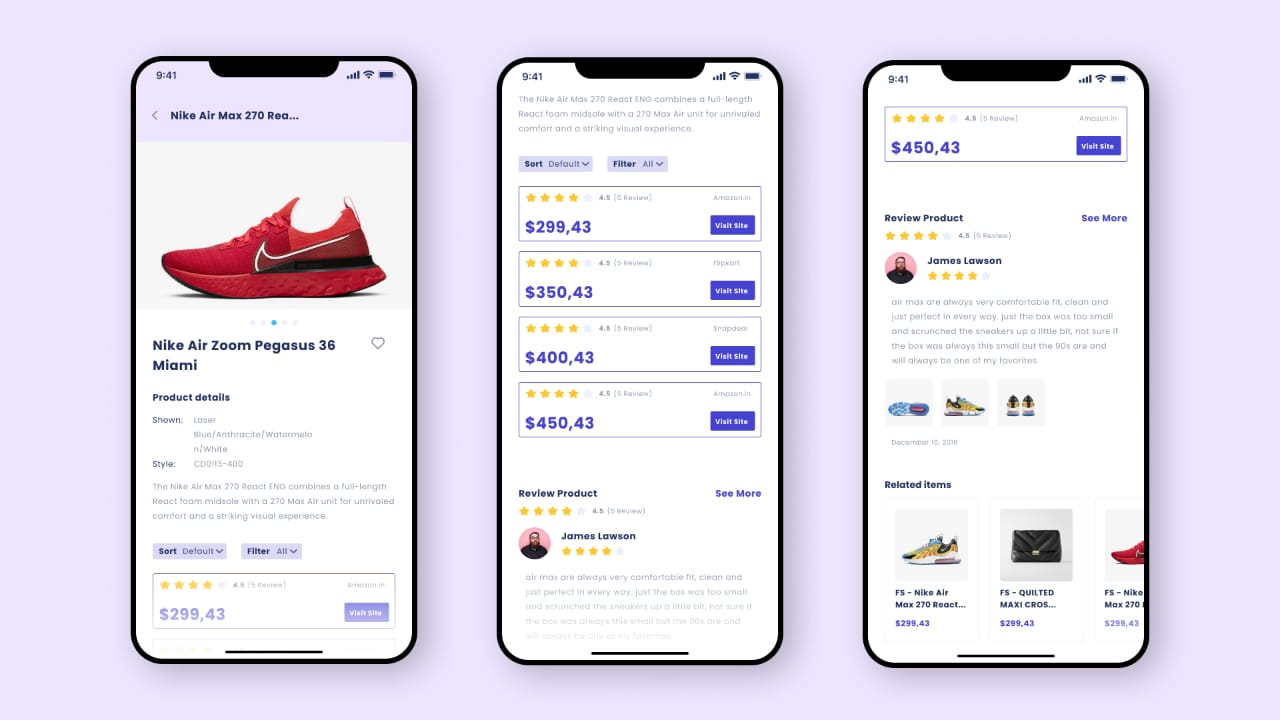 9:41
Nike Air Max 270 Rea...
Nike Air Zoom Pegasus 36
Miami
Product details
Shown: Laser
Blue/Anthracite/Watermelo
n/White
Style: CD0113-400
The Nike Air Max 270 React ENG combines a full-length
React foam midsole with a 270 Max Air unit for unrivaled
comfort and a striking visual experience.
Sort Default Filter All
4.5 (5 Review) Amazon.in
$299,43 Visit Site
9:41
The Nike Air Max 270 React ENG combines a full-length
React foam midsole with a 270 Max Air unit for unrivaled
comfort and a striking visual experience.
Sort Default Filter All
4.5 (5 Review) Amazon.in
$299,43 Visit Site
4.5 (5 Review) Flipkort
$350,43 Visit Site
4.5 (5 Review) Snapdeal
$400,43 Visit Site
4.5 (5 Review) Amazon.in
$450,43 Visit Site
Review Product See More
4.5 (5 Review)
James Lawson
air max are always very comfortable fit, clean and
just perfect in every way. just the box was too small
and scrunched the sneakers up a little bit, not sure if
the box was always this small but the 90s are and
will always be one of my favorites.
9:41
4.5 (5 Review) Amazon.in
$450,43 Visit Site
Review Product See More
4.5 (5 Review)
James Lawson
air max are always very comfortable fit, clean and
just perfect in every way. just the box was too small
and scrunched the sneakers up a little bit, not sure if
the box was always this small but the 90s are and
will always be one of my favorites.
December 10, 2016
Related items
FS - Nike Air
Max 270 React...
$299,43
FS - QUILTED
MAXI CROS...
$299,43
FS - Nike
Max 270
$299,43